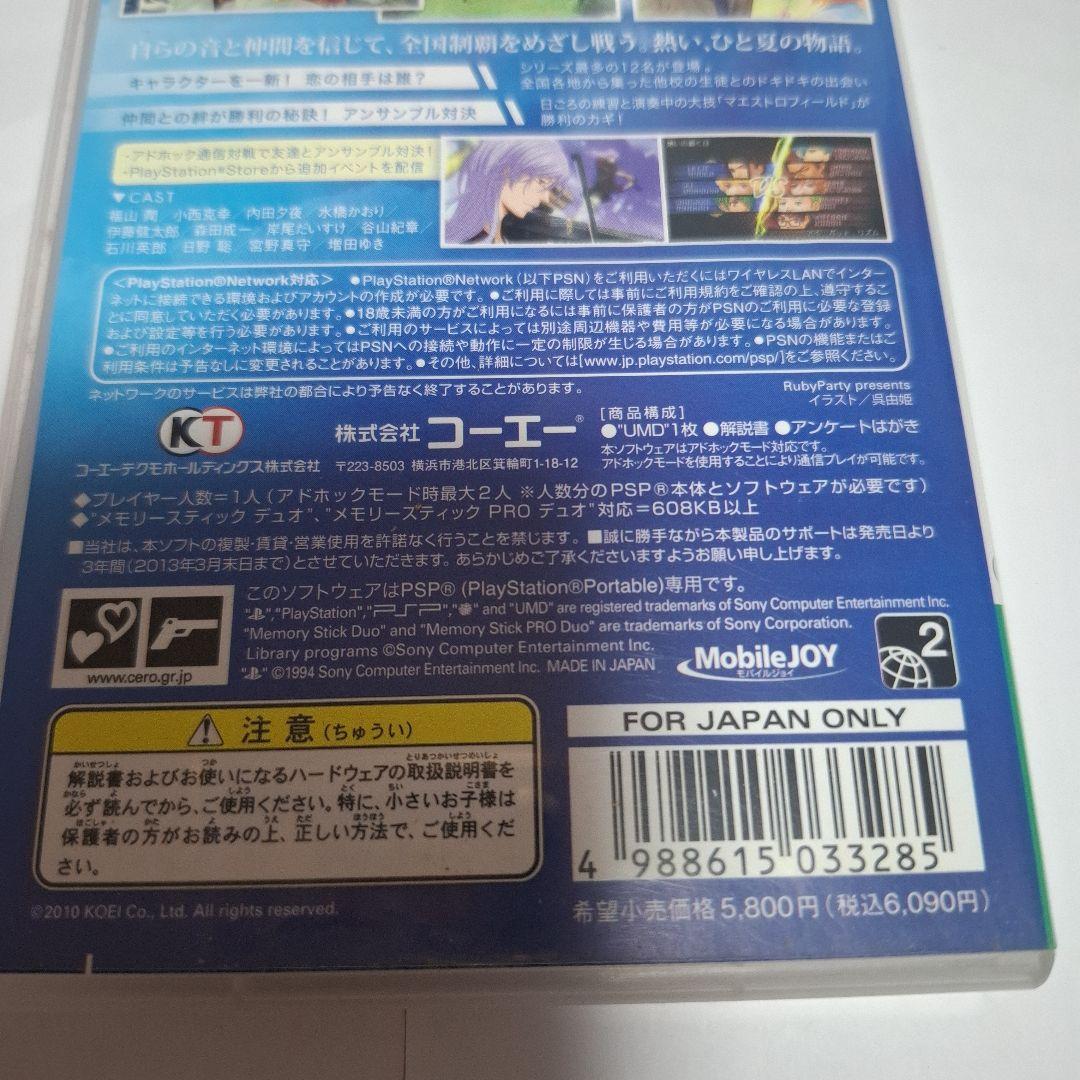 自らの音と仲間を信じて、全国制覇をめざし戦う。熱い、ひと夏の物語。
キャラクターを一新! 恋の相手は誰?
シリーズ最多の12名が登場。
全国各地から集った他校の生徒とのドキドキの出会い
仲間との絆が勝利の秘訣! アンサンブル対決
日ごろの練習と演奏中の大技「マエストロフィールド」が
勝利のカギ!
・アドホック通信対戦で友達とアンサンブル対決!
・PlayStation®Storeから追加イベントを配信
▼CAST
福山 潤 小西克幸 内田夕夜 水橋かおり
伊藤健太郎 森田成一 岸尾だいすけ 谷山紀章
石川英郎 日野 聡 宮野真守 増田ゆき
<PlayStation®Network対応> ●PlayStation®Network(以下PSN)をご利用いただくにはワイヤレスLANでインター
ネットに接続できる環境およびアカウントの作成が必要です。●ご利用に際しては事前にご利用規約をご確認の上、遵守するこ
とに同意していただく必要があります。●18歳未満の方がご利用になるには事前に保護者の方がPSNのご利用に必要な登録
および設定等を行う必要があります。●ご利用のサービスによっては別途周辺機器や費用等が必要になる場合があります。
●ご利用のインターネット環境によってはPSNへの接続や動作に一定の制限が生じる場合があります。●PSNの機能またはご
利用条件は予告なしに変更されることがあります。●その他、詳細については[www.jp.playstation.com/psp/]をご参照ください。
ネットワークのサービスは弊社の都合により予告なく終了することがあります。
RubyParty presents
イラスト/呉由姫
KT
株式会社 コーエー®
[商品構成]
●"UMD"1枚 ●解説書 ●アンケートはがき
本ソフトウェアはアドホックモード対応です。
アドホックモードを使用することにより通信プレイが可能です。
コーエーテクモホールディングス株式会社 〒223-8503 横浜市港北区箕輪町1-18-12
◆プレイヤー人数=1人(アドホックモード時最大2人 ※人数分のPSP®本体とソフトウェアが必要です)
◆"メモリースティック デュオ"、"メモリースティック PRO デュオ"対応=608KB以上
■当社は、本ソフトの複製・賃貸・営業使用を許諾なく行うことを禁じます。■誠に勝手ながら本製品のサポートは発売日より
3年間(2013年3月末日まで)とさせていただきます。あらかじめご了承くださいますようお願い申し上げます。
このソフトウェアはPSP®(PlayStation®Portable)専用です。
"PlayStation","PSP", and "UMD" are registered trademarks of Sony Computer Entertainment Inc.
"Memory Stick Duo" and "Memory Stick PRO Duo" are trademarks of Sony Corporation.
Library programs ©Sony Computer Entertainment Inc.
©1994 Sony Computer Entertainment Inc. MADE IN JAPAN
www.cero.gr.jp
MobileJOY
モバイルジョイ
2
注意(ちゅうい)
解説書およびお使いになるハードウェアの取扱説明書を
必ず読んでから、ご使用ください。特に、小さいお子様は
保護者の方がお読みの上、正しい方法で、ご使用くだ
さい。
FOR JAPAN ONLY
4 988615 033285
©2010 KOEI Co., Ltd. All rights reserved.
希望小売価格5,800円(税込6,090円)